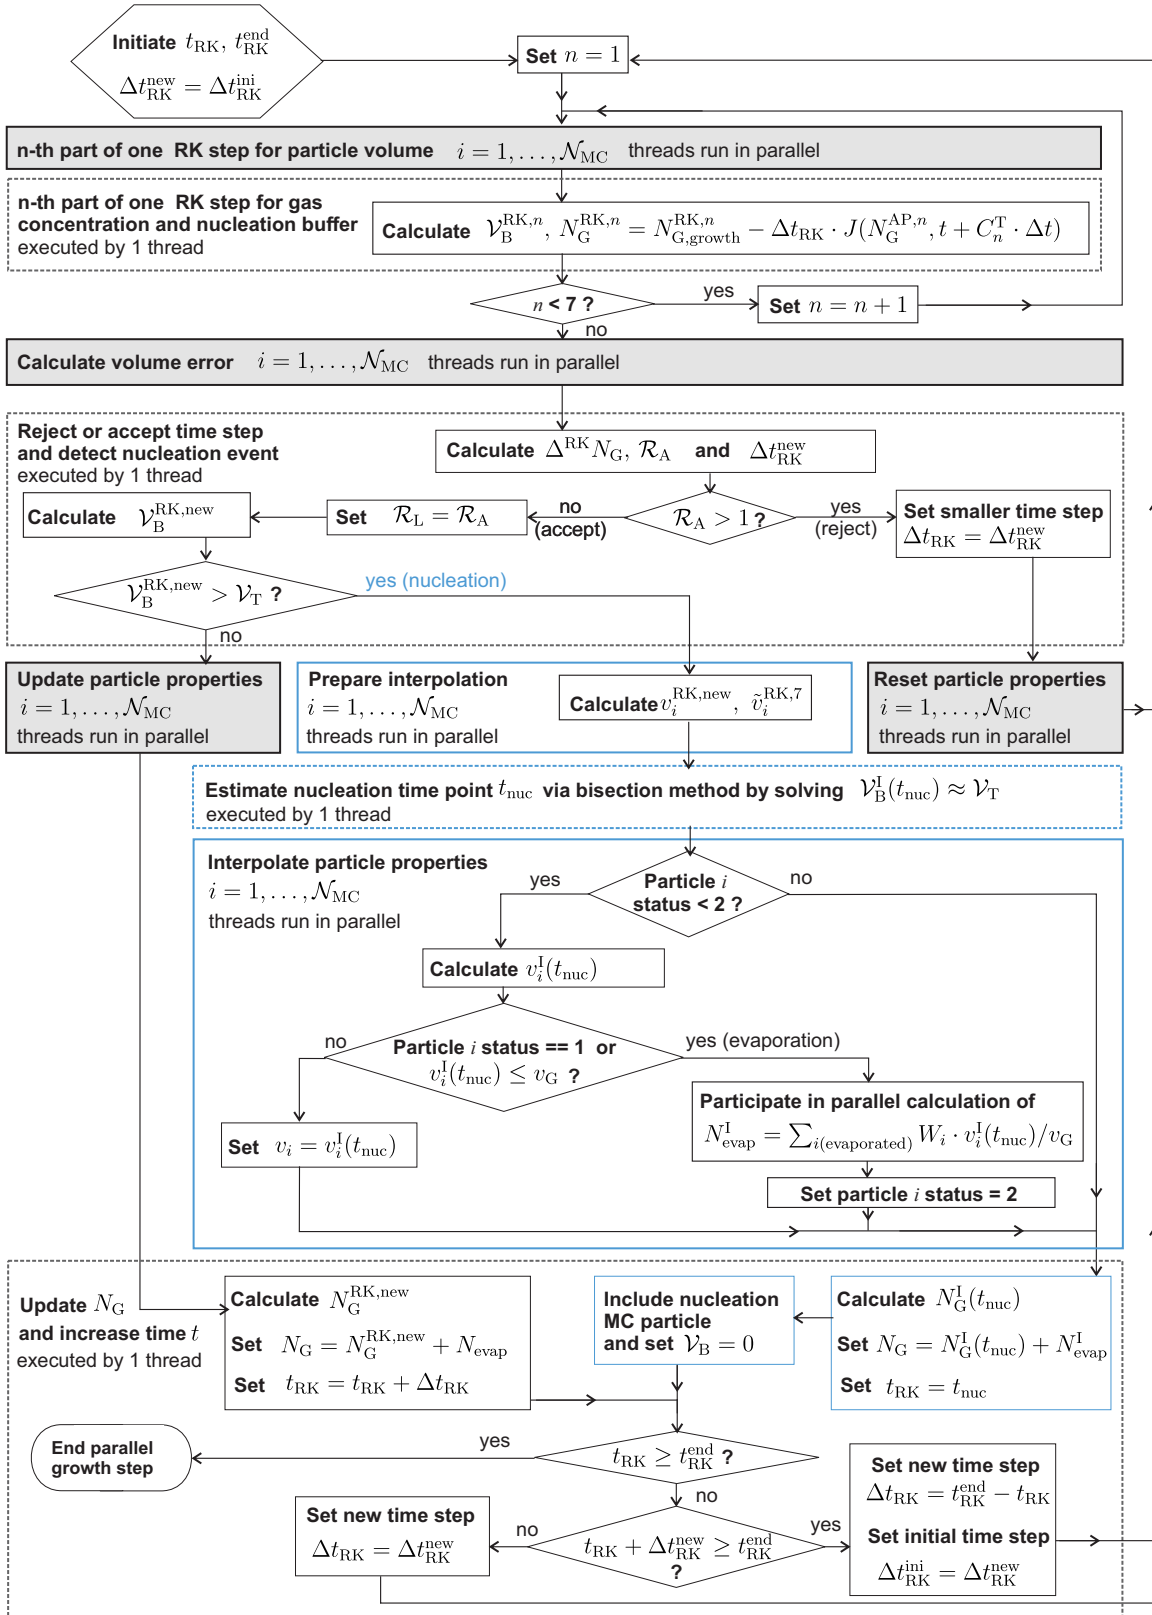 Initiate t_RK, t_RK^end
Δt_RK^new = Δt_RK^ini
Set n = 1
n-th part of one RK step for particle volume i = 1, . . . , 𝒩_MC threads run in parallel
n-th part of one RK step for gas
concentration and nucleation buffer
executed by 1 thread
Calculate 𝒱_B^RK,n, N_G^RK,n = N_G,growth^RK,n − Δt_RK · J(N_G^AP,n, t + C_n^T · Δt)
n < 7 ?
yes
Set n = n + 1
no
Calculate volume error i = 1, . . . , 𝒩_MC threads run in parallel
Reject or accept time step
and detect nucleation event
executed by 1 thread
Calculate Δ^RK N_G, ℛ_A and Δt_RK^new
Calculate 𝒱_B^RK,new
Set ℛ_L = ℛ_A
no
(accept)
ℛ_A > 1 ?
yes
(reject)
Set smaller time step
Δt_RK = Δt_RK^new
𝒱_B^RK,new > 𝒱_T ?
yes (nucleation)
no
Update particle properties
i = 1, . . . , 𝒩_MC
threads run in parallel
Prepare interpolation
i = 1, . . . , 𝒩_MC
threads run in parallel
Calculate v_i^RK,new, ṽ_i^RK,7
Reset particle properties
i = 1, . . . , 𝒩_MC
threads run in parallel
Estimate nucleation time point t_nuc via bisection method by solving 𝒱_B^I(t_nuc) ≈ 𝒱_T
executed by 1 thread
Interpolate particle properties
i = 1, . . . , 𝒩_MC
threads run in parallel
Particle i
status < 2 ?
yes
no
Calculate v_i^I(t_nuc)
Particle i status == 1 or
v_i^I(t_nuc) ≤ v_G ?
no
yes (evaporation)
Set v_i = v_i^I(t_nuc)
Participate in parallel calculation of
N_evap^I = ∑_i(evaporated) W_i · v_i^I(t_nuc)/v_G
Set particle i status = 2
Update N_G
and increase time t
executed by 1 thread
Calculate N_G^RK,new
Set N_G = N_G^RK,new + N_evap
Set t_RK = t_RK + Δt_RK
Include nucleation
MC particle
and set 𝒱_B = 0
Calculate N_G^I(t_nuc)
Set N_G = N_G^I(t_nuc) + N_evap^I
Set t_RK = t_nuc
End parallel
growth step
yes
t_RK ≥ t_RK^end ?
no
Set new time step
Δt_RK = Δt_RK^new
no
t_RK + Δt_RK^new ≥ t_RK^end
?
yes
Set new time step
Δt_RK = t_RK^end − t_RK
Set initial time step
Δt_RK^ini = Δt_RK^new